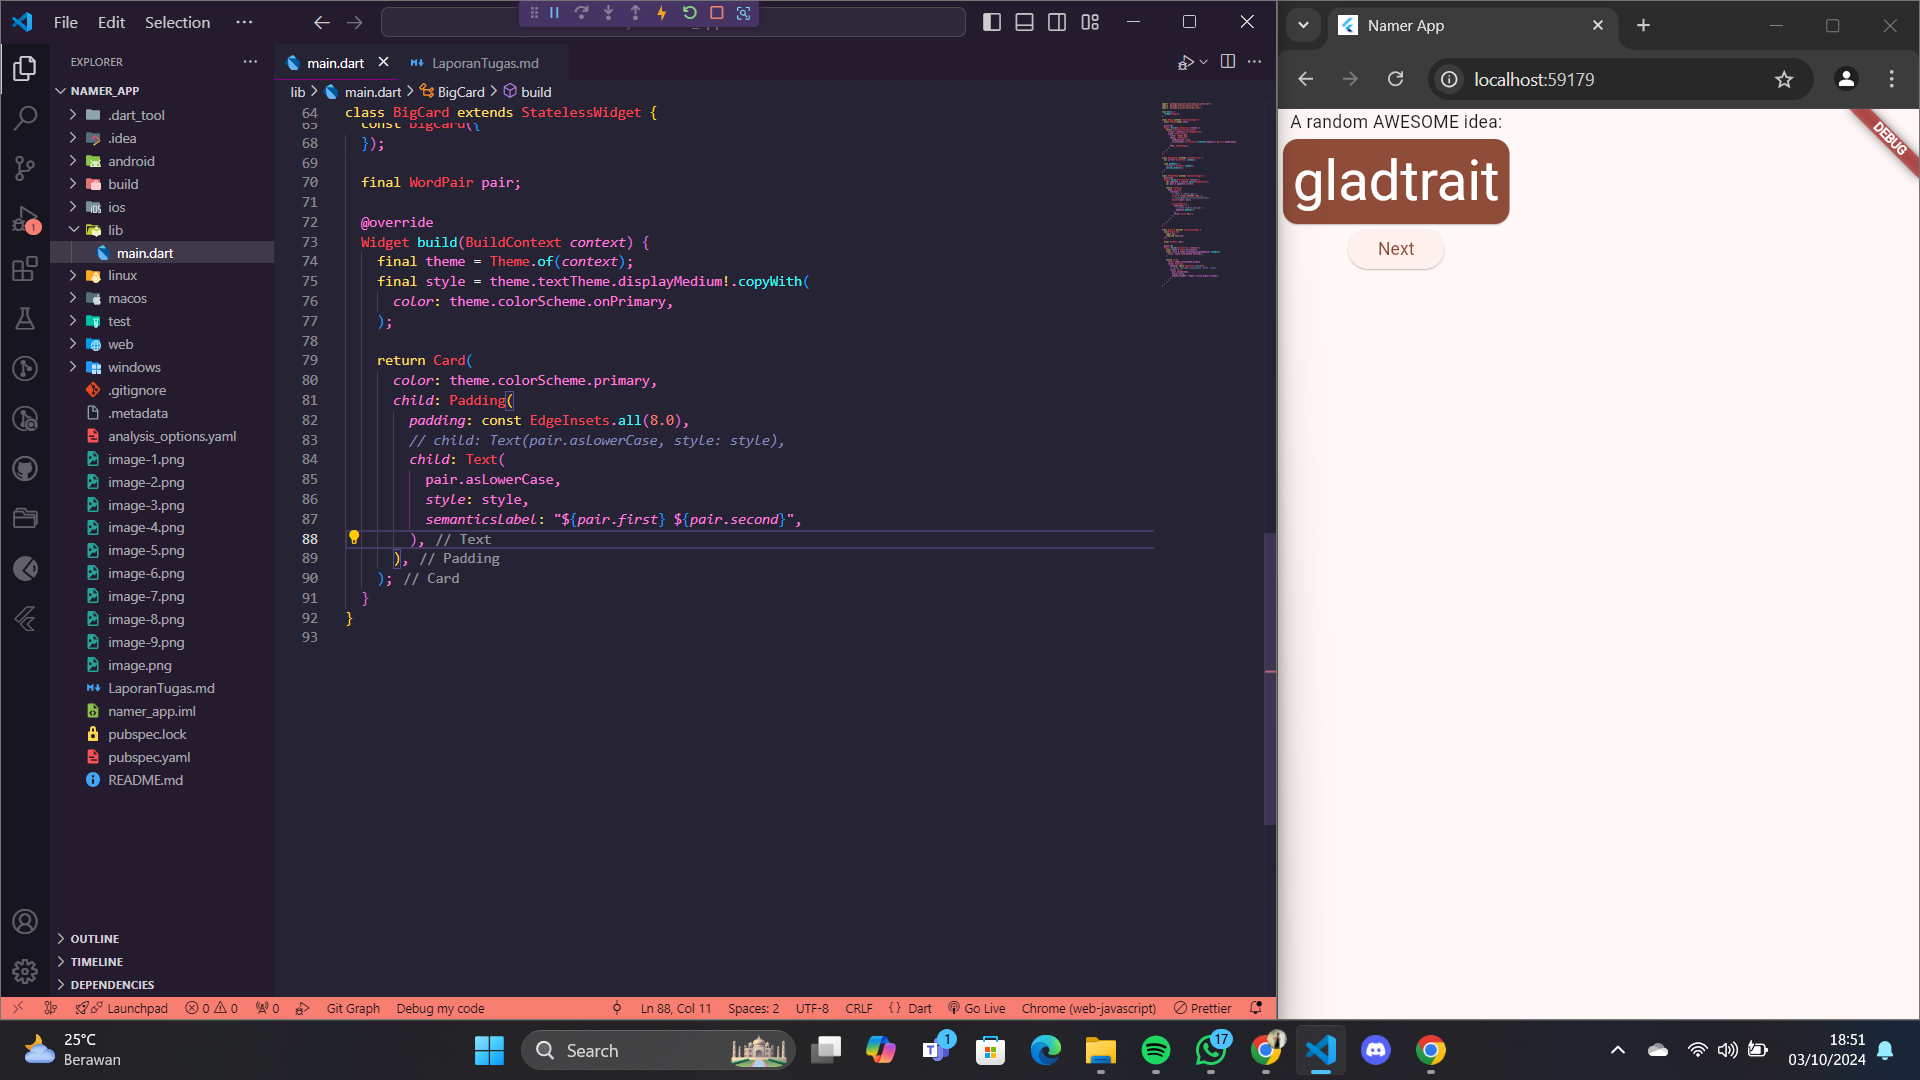 File Edit Selection ···
EXPLORER
NAMER_APP
.dart_tool
.idea
android
build
ios
lib
main.dart
linux
macos
test
web
windows
.gitignore
.metadata
analysis_options.yaml
image-1.png
image-2.png
image-3.png
image-4.png
image-5.png
image-6.png
image-7.png
image-8.png
image-9.png
image.png
LaporanTugas.md
namer_app.iml
pubspec.lock
pubspec.yaml
README.md
OUTLINE
TIMELINE
DEPENDENCIES
1
main.dart LaporanTugas.md
lib > main.dart > BigCard > build
64 class BigCard extends StatelessWidget {
65 const BigCard({
68 });
69
70 final WordPair pair;
71
72 @override
73 Widget build(BuildContext context) {
74 final theme = Theme.of(context);
75 final style = theme.textTheme.displayMedium!.copyWith(
76 color: theme.colorScheme.onPrimary,
77 );
78
79 return Card(
80 color: theme.colorScheme.primary,
81 child: Padding(
82 padding: const EdgeInsets.all(8.0),
83 // child: Text(pair.asLowerCase, style: style),
84 child: Text(
85 pair.asLowerCase,
86 style: style,
87 semanticsLabel: "${pair.first} ${pair.second}",
88 ), // Text
89 ), // Padding
90 ); // Card
91 }
92 }
93
Launchpad 0 0 0 Git Graph Debug my code Ln 88, Col 11 Spaces: 2 UTF-8 CRLF {} Dart Go Live Chrome (web-javascript) Prettier
Namer App
localhost:59179
A random AWESOME idea:
gladtrait
Next
DEBUG
25°C
Berawan
Search
1
17
18:51
03/10/2024